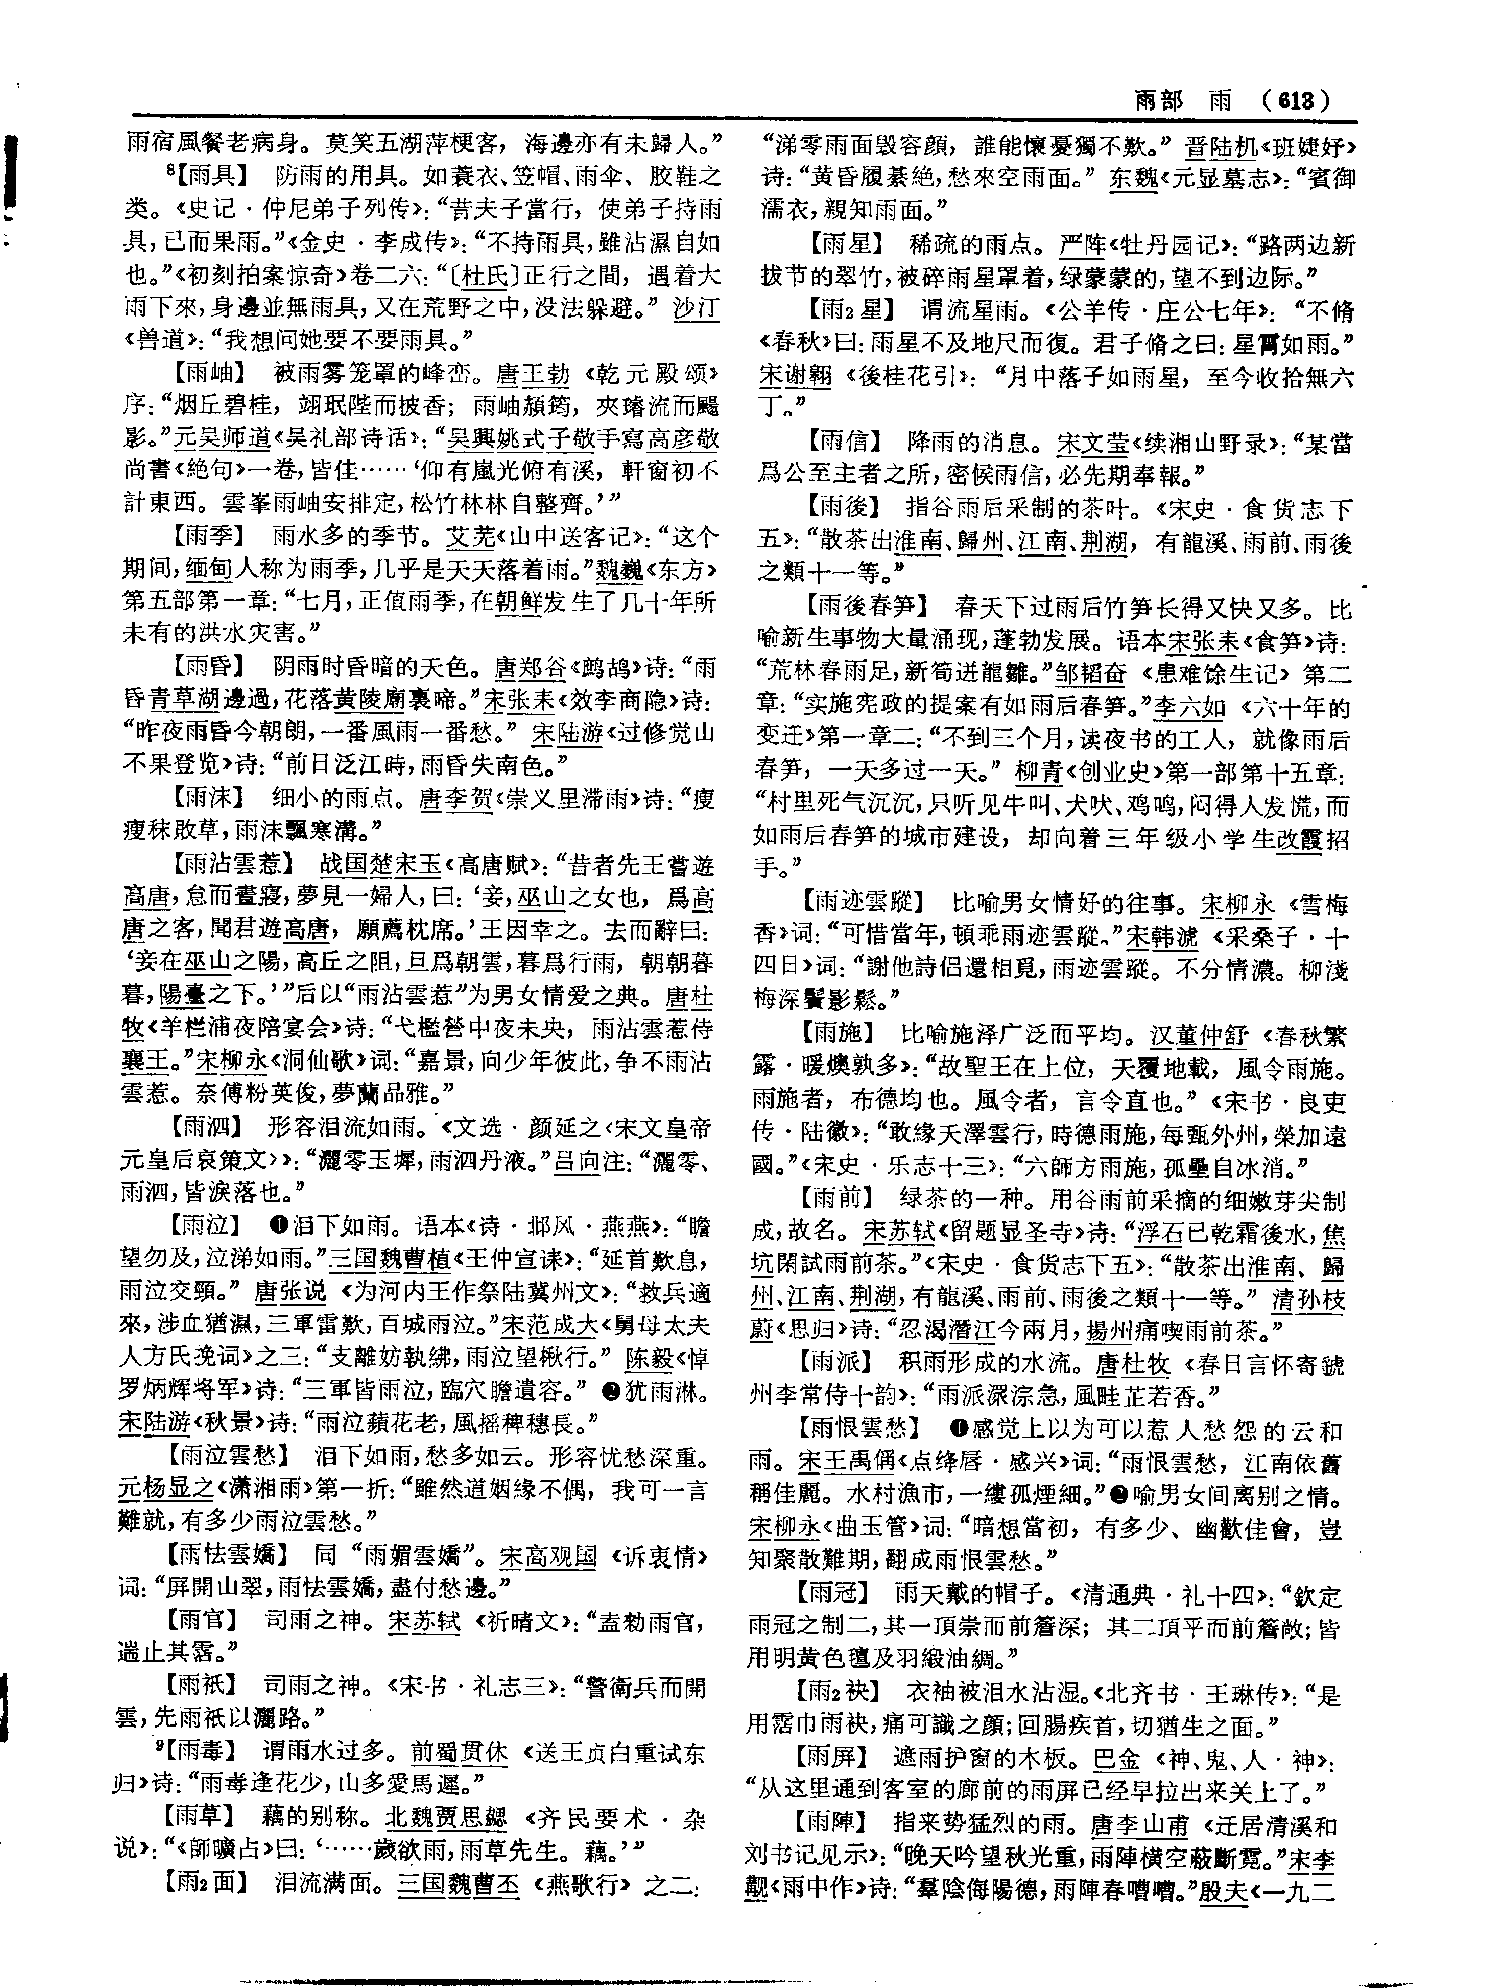 雨部　雨　（613）
雨宿風餐老病身。莫笑五湖萍梗客，海邊亦有未歸人。”
8【雨具】　防雨的用具。如蓑衣、笠帽、雨伞、胶鞋之
类。《史记·仲尼弟子列传》：“昔夫子當行，使弟子持雨
具，已而果雨。”《金史·李成传》：“不持雨具，雖沾濕自如
也。”《初刻拍案惊奇》卷二六：“〔杜氏〕正行之間，遇着大
雨下來，身邊並無雨具，又在荒野之中，没法躲避。”沙汀
《兽道》：“我想问她要不要雨具。”
【雨岫】　被雨雾笼罩的峰峦。唐王勃《乾元殿颂》
序：“烟丘碧桂，翊珉陛而披香；雨岫頳筠，夾璿流而颺
影。”元吴师道《吴礼部诗话》：“吴興姚式子敬手寫高彦敬
尚書《絶句》一卷，皆佳……‘仰有嵐光俯有溪，軒窗初不
計東西。雲峯雨岫安排定，松竹林林自整齊。’”
【雨季】　雨水多的季节。艾芜《山中送客记》：“这个
期间，缅甸人称为雨季，几乎是天天落着雨。”魏巍《东方》
第五部第一章：“七月，正值雨季，在朝鲜发生了几十年所
未有的洪水灾害。”
【雨昏】　阴雨时昏暗的天色。唐郑谷《鹧鸪》诗：“雨
昏青草湖邊過，花落黄陵廟裏啼。”宋张耒《效李商隐》诗：
“昨夜雨昏今朝朗，一番風雨一番愁。”宋陆游《过修觉山
不果登览》诗：“前日泛江時，雨昏失南色。”
【雨沫】　细小的雨点。唐李贺《崇义里滞雨》诗：“瘦
瘦秣敗草，雨沫飄寒溝。”
【雨沾雲惹】　战国楚宋玉《高唐赋》：“昔者先王嘗遊
高唐，怠而晝寢，夢見一婦人，曰：‘妾，巫山之女也，爲高
唐之客，聞君遊高唐，願薦枕席。’王因幸之。去而辭曰：
‘妾在巫山之陽，高丘之阻，旦爲朝雲，暮爲行雨，朝朝暮
暮，陽臺之下。’”后以“雨沾雲惹”为男女情爱之典。唐杜
牧《羊栏浦夜陪宴会》诗：“弋檻營中夜未央，雨沾雲惹侍
襄王。”宋柳永《洞仙歌》词：“嘉景，向少年彼此，争不雨沾
雲惹。奈傅粉英俊，夢蘭品雅。”
【雨泗】　形容泪流如雨。《文选·颜延之〈宋文皇帝
元皇后哀策文〉》：“灑零玉墀，雨泗丹液。”吕向注：“灑零、
雨泗，皆淚落也。”
【雨泣】　❶泪下如雨。语本《诗·邶风·燕燕》：“瞻
望勿及，泣涕如雨。”三国魏曹植《王仲宣诔》：“延首歎息，
雨泣交頸。”唐张说《为河内王作祭陆冀州文》：“救兵適
來，涉血猶濕，三軍雷歎，百城雨泣。”宋范成大《舅母太夫
人方氏挽词》之三：“支離妨執紼，雨泣望楸行。”陈毅《悼
罗炳辉将军》诗：“三軍皆雨泣，臨穴瞻遺容。”❷犹雨淋。
宋陆游《秋景》诗：“雨泣蘋花老，風摇稗穗長。”
【雨泣雲愁】　泪下如雨，愁多如云。形容忧愁深重。
元杨显之《潇湘雨》第一折：“雖然道姻缘不偶，我可一言
難就，有多少雨泣雲愁。”
【雨怯雲嬌】　同“雨媚雲嬌”。宋高观国《诉衷情》
词：“屏開山翠，雨怯雲嬌，盡付愁邊。”
【雨官】　司雨之神。宋苏轼《祈晴文》：“盍勑雨官，
遄止其霑。”
【雨祇】　司雨之神。《宋书·礼志三》：“警衛兵而開
雲，先雨祇以灑路。”
9【雨毒】　谓雨水过多。前蜀贯休《送王贞白重试东
归》诗：“雨毒逢花少，山多愛馬遲。”
【雨草】　藕的别称。北魏贾思勰《齐民要术·杂
说》：“《師曠占》曰：‘……歲欲雨，雨草先生。藕。’”
【雨2面】　泪流满面。三国魏曹丕《燕歌行》之二：
“涕零雨面毁容顔，誰能懷憂獨不歎。”晋陆机《班婕妤》
诗：“黄昏履綦絶，愁來空雨面。”东魏《元显墓志》：“賓御
濡衣，親知雨面。”
【雨星】　稀疏的雨点。严阵《牡丹园记》：“路两边新
拔节的翠竹，被碎雨星罩着，绿蒙蒙的，望不到边际。”
【雨2星】　谓流星雨。《公羊传·庄公七年》：“不脩
《春秋》曰：雨星不及地尺而復。君子脩之曰：星霣如雨。”
宋谢翱《後桂花引》：“月中落子如雨星，至今收拾無六
丁。”
【雨信】　降雨的消息。宋文莹《续湘山野录》：“某當
爲公至主者之所，密候雨信，必先期奉報。”
【雨後】　指谷雨后采制的茶叶。《宋史·食货志下
五》：“散茶出淮南、歸州、江南、荆湖，有龍溪、雨前、雨後
之類十一等。”
【雨後春笋】　春天下过雨后竹笋长得又快又多。比
喻新生事物大量涌现，蓬勃发展。语本宋张耒《食笋》诗：
“荒林春雨足，新筍迸龍雛。”邹韬奋《患难馀生记》第二
章：“实施宪政的提案有如雨后春笋。”李六如《六十年的
变迁》第一章二：“不到三个月，读夜书的工人，就像雨后
春笋，一天多过一天。”柳青《创业史》第一部第十五章：
“村里死气沉沉，只听见牛叫、犬吠、鸡鸣，闷得人发慌，而
如雨后春笋的城市建设，却向着三年级小学生改霞招
手。”
【雨迹雲蹤】　比喻男女情好的往事。宋柳永《雪梅
香》词：“可惜當年，頓乖雨迹雲蹤。”宋韩淲《采桑子·十
四日》词：“謝他詩侣還相覓，雨迹雲蹤。不分情濃。柳淺
梅深鬢影鬆。”
【雨施】　比喻施泽广泛而平均。汉董仲舒《春秋繁
露·暖燠孰多》：“故聖王在上位，天覆地載，風令雨施。
雨施者，布德均也。風令者，言令直也。”《宋书·良吏
传·陆徽》：“敢緣天澤雲行，時德雨施，每甄外州，榮加遠
國。”《宋史·乐志十三》：“六師方雨施，孤壘自冰消。”
【雨前】　绿茶的一种。用谷雨前采摘的细嫩芽尖制
成，故名。宋苏轼《留题显圣寺》诗：“浮石已乾霜後水，焦
坑閑試雨前茶。”《宋史·食货志下五》：“散茶出淮南、歸
州、江南、荆湖，有龍溪、雨前、雨後之類十一等。”清孙枝
蔚《思归》诗：“忍渴潛江今兩月，揚州痛喫雨前茶。”
【雨派】　积雨形成的水流。唐杜牧《春日言怀寄虢
州李常侍十韵》：“雨派深淙急，風畦芷若香。”
【雨恨雲愁】　❶感觉上以为可以惹人愁怨的云和
雨。宋王禹偁《点绛唇·感兴》词：“雨恨雲愁，江南依舊
稱佳麗。水村漁市，一縷孤煙細。”❷喻男女间离别之情。
宋柳永《曲玉管》词：“暗想當初，有多少、幽歡佳會，豈
知聚散難期，翻成雨恨雲愁。”
【雨冠】　雨天戴的帽子。《清通典·礼十四》：“欽定
雨冠之制二，其一頂崇而前簷深；其二頂平而前簷敞；皆
用明黄色氊及羽緞油綢。”
【雨2袂】　衣袖被泪水沾湿。《北齐书·王琳传》：“是
用霑巾雨袂，痛可識之顔；回腸疾首，切猶生之面。”
【雨屏】　遮雨护窗的木板。巴金《神、鬼、人·神》：
“从这里通到客室的廊前的雨屏已经早拉出来关上了。”
【雨陣】　指来势猛烈的雨。唐李山甫《迁居清溪和
刘书记见示》：“晚天吟望秋光重，雨陣横空蔽斷霓。”宋李
觏《雨中作》诗：“羣陰侮陽德，雨陣春嘈嘈。”殷夫《一九二